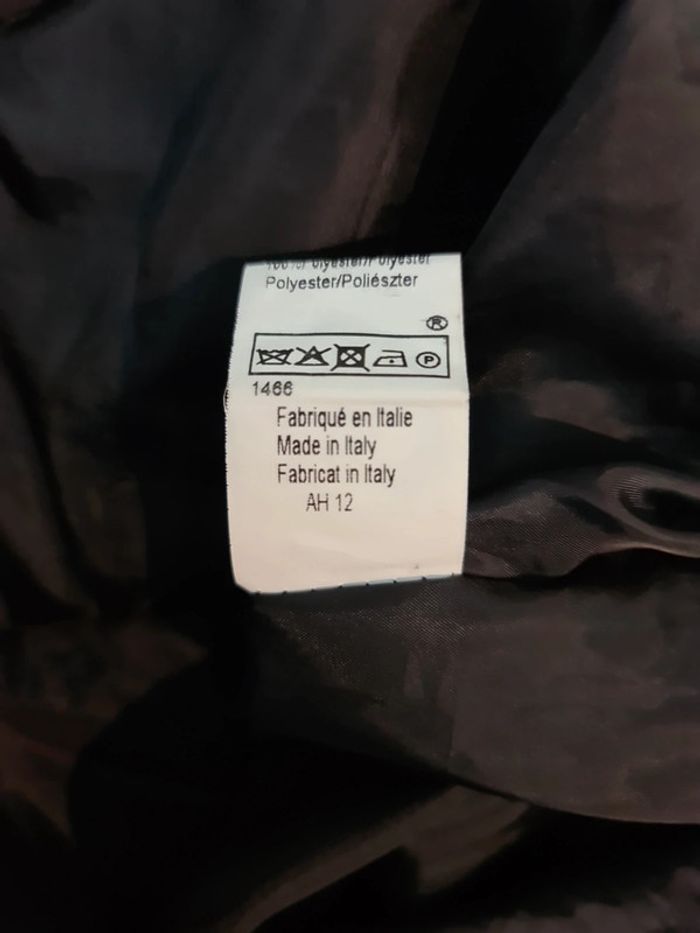 Polyester/Poliészter
®
P
1466
Fabriqué en Italie
Made in Italy
Fabricat in Italy
AH 12